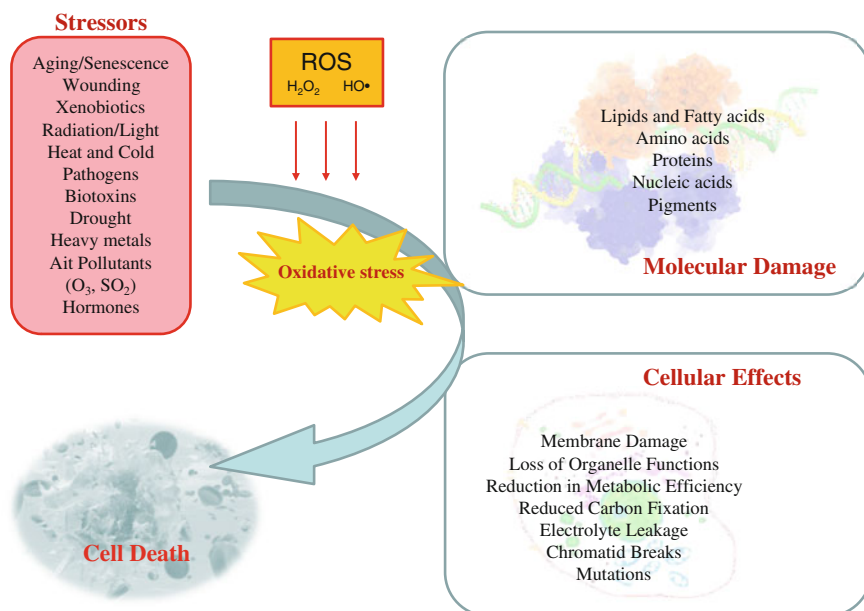 Stressors
Aging/Senescence
Wounding
Xenobiotics
Radiation/Light
Heat and Cold
Pathogens
Biotoxins
Drought
Heavy metals
Ait Pollutants
(O₃, SO₂)
Hormones
ROS
H₂O₂ HO•
Oxidative stress
Lipids and Fatty acids
Amino acids
Proteins
Nucleic acids
Pigments
Molecular Damage
Cellular Effects
Membrane Damage
Loss of Organelle Functions
Reduction in Metabolic Efficiency
Reduced Carbon Fixation
Electrolyte Leakage
Chromatid Breaks
Mutations
Cell Death